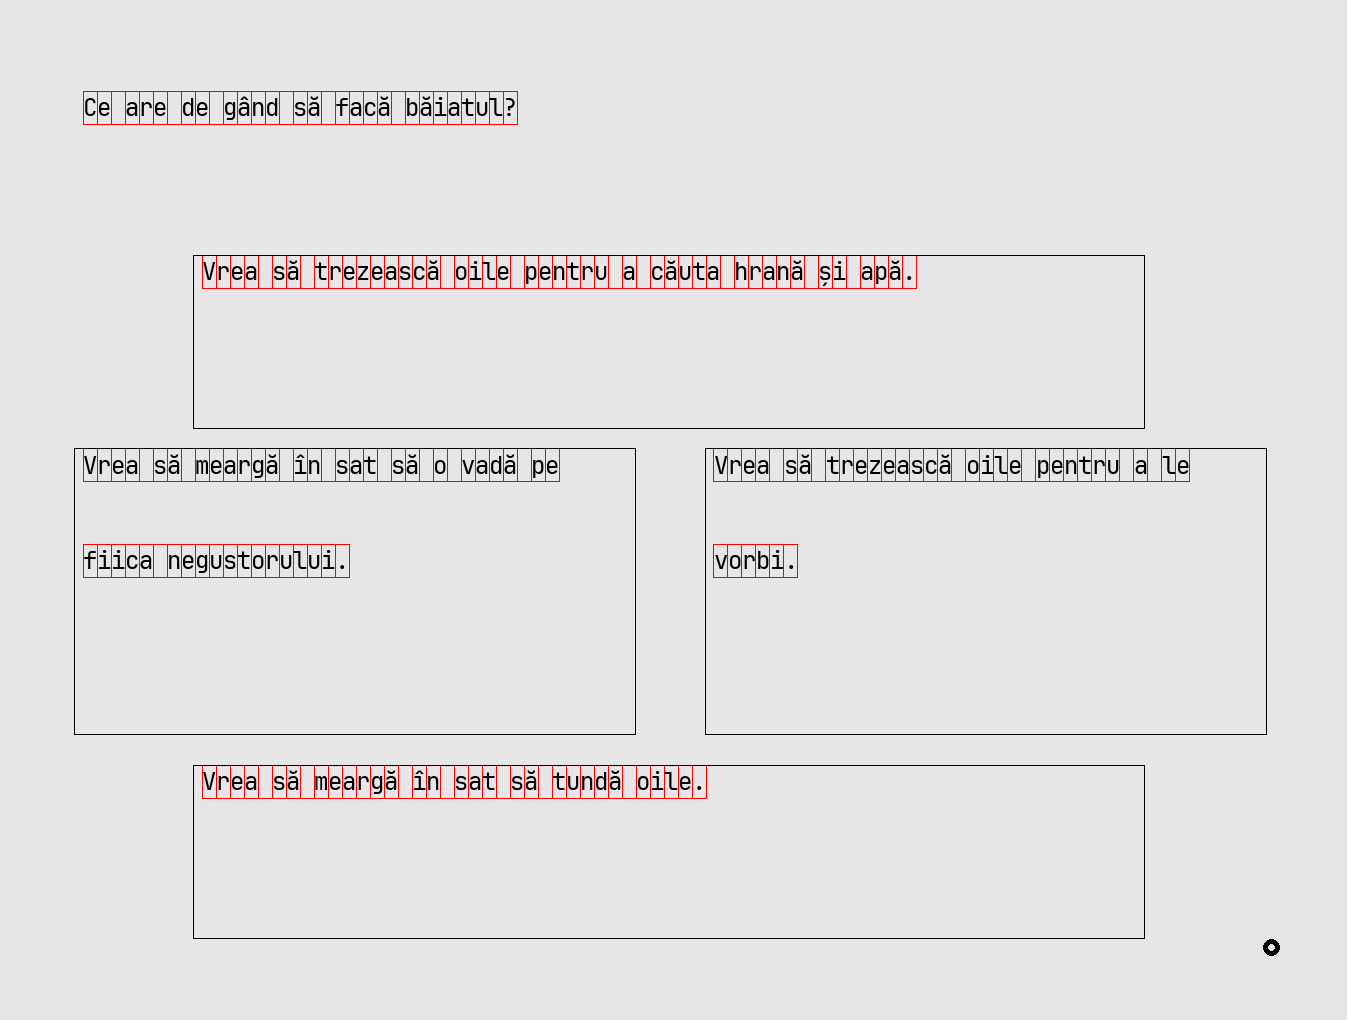 Ce are de gând să facă băiatul?
Vrea să trezească oile pentru a căuta hrană și apă.
Vrea să meargă în sat să o vadă pe
fiica negustorului.
Vrea să trezească oile pentru a le
vorbi.
Vrea să meargă în sat să tundă oile.